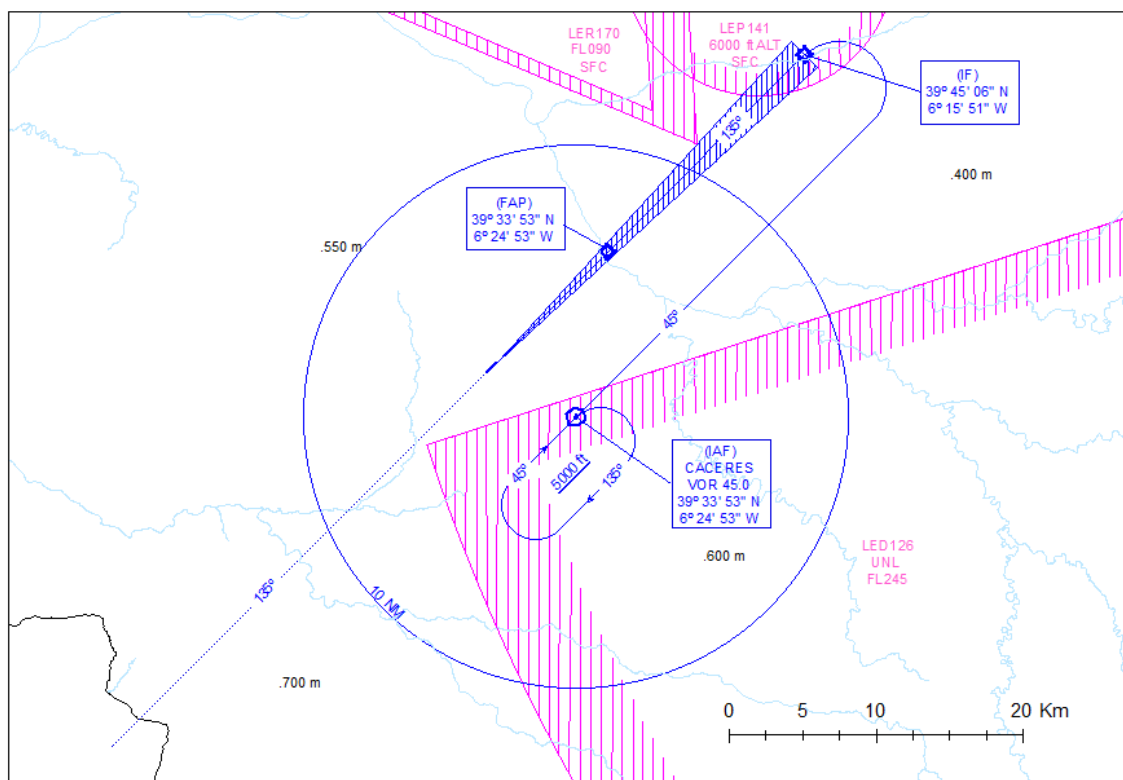 LER170
FL090
SFC
LEP141
6000 ft ALT
SFC
(IF)
39º 45' 06" N
6º 15' 51" W
135º
.400 m
(FAP)
39º 33' 53" N
6º 24' 53" W
.550 m
45º
(IAF)
CACERES
VOR 45.0
39º 33' 53" N
6º 24' 53" W
45º
5000 ft
135º
.600 m
LED126
UNL
FL245
135º
10 NM
.700 m
0 5 10 20 Km